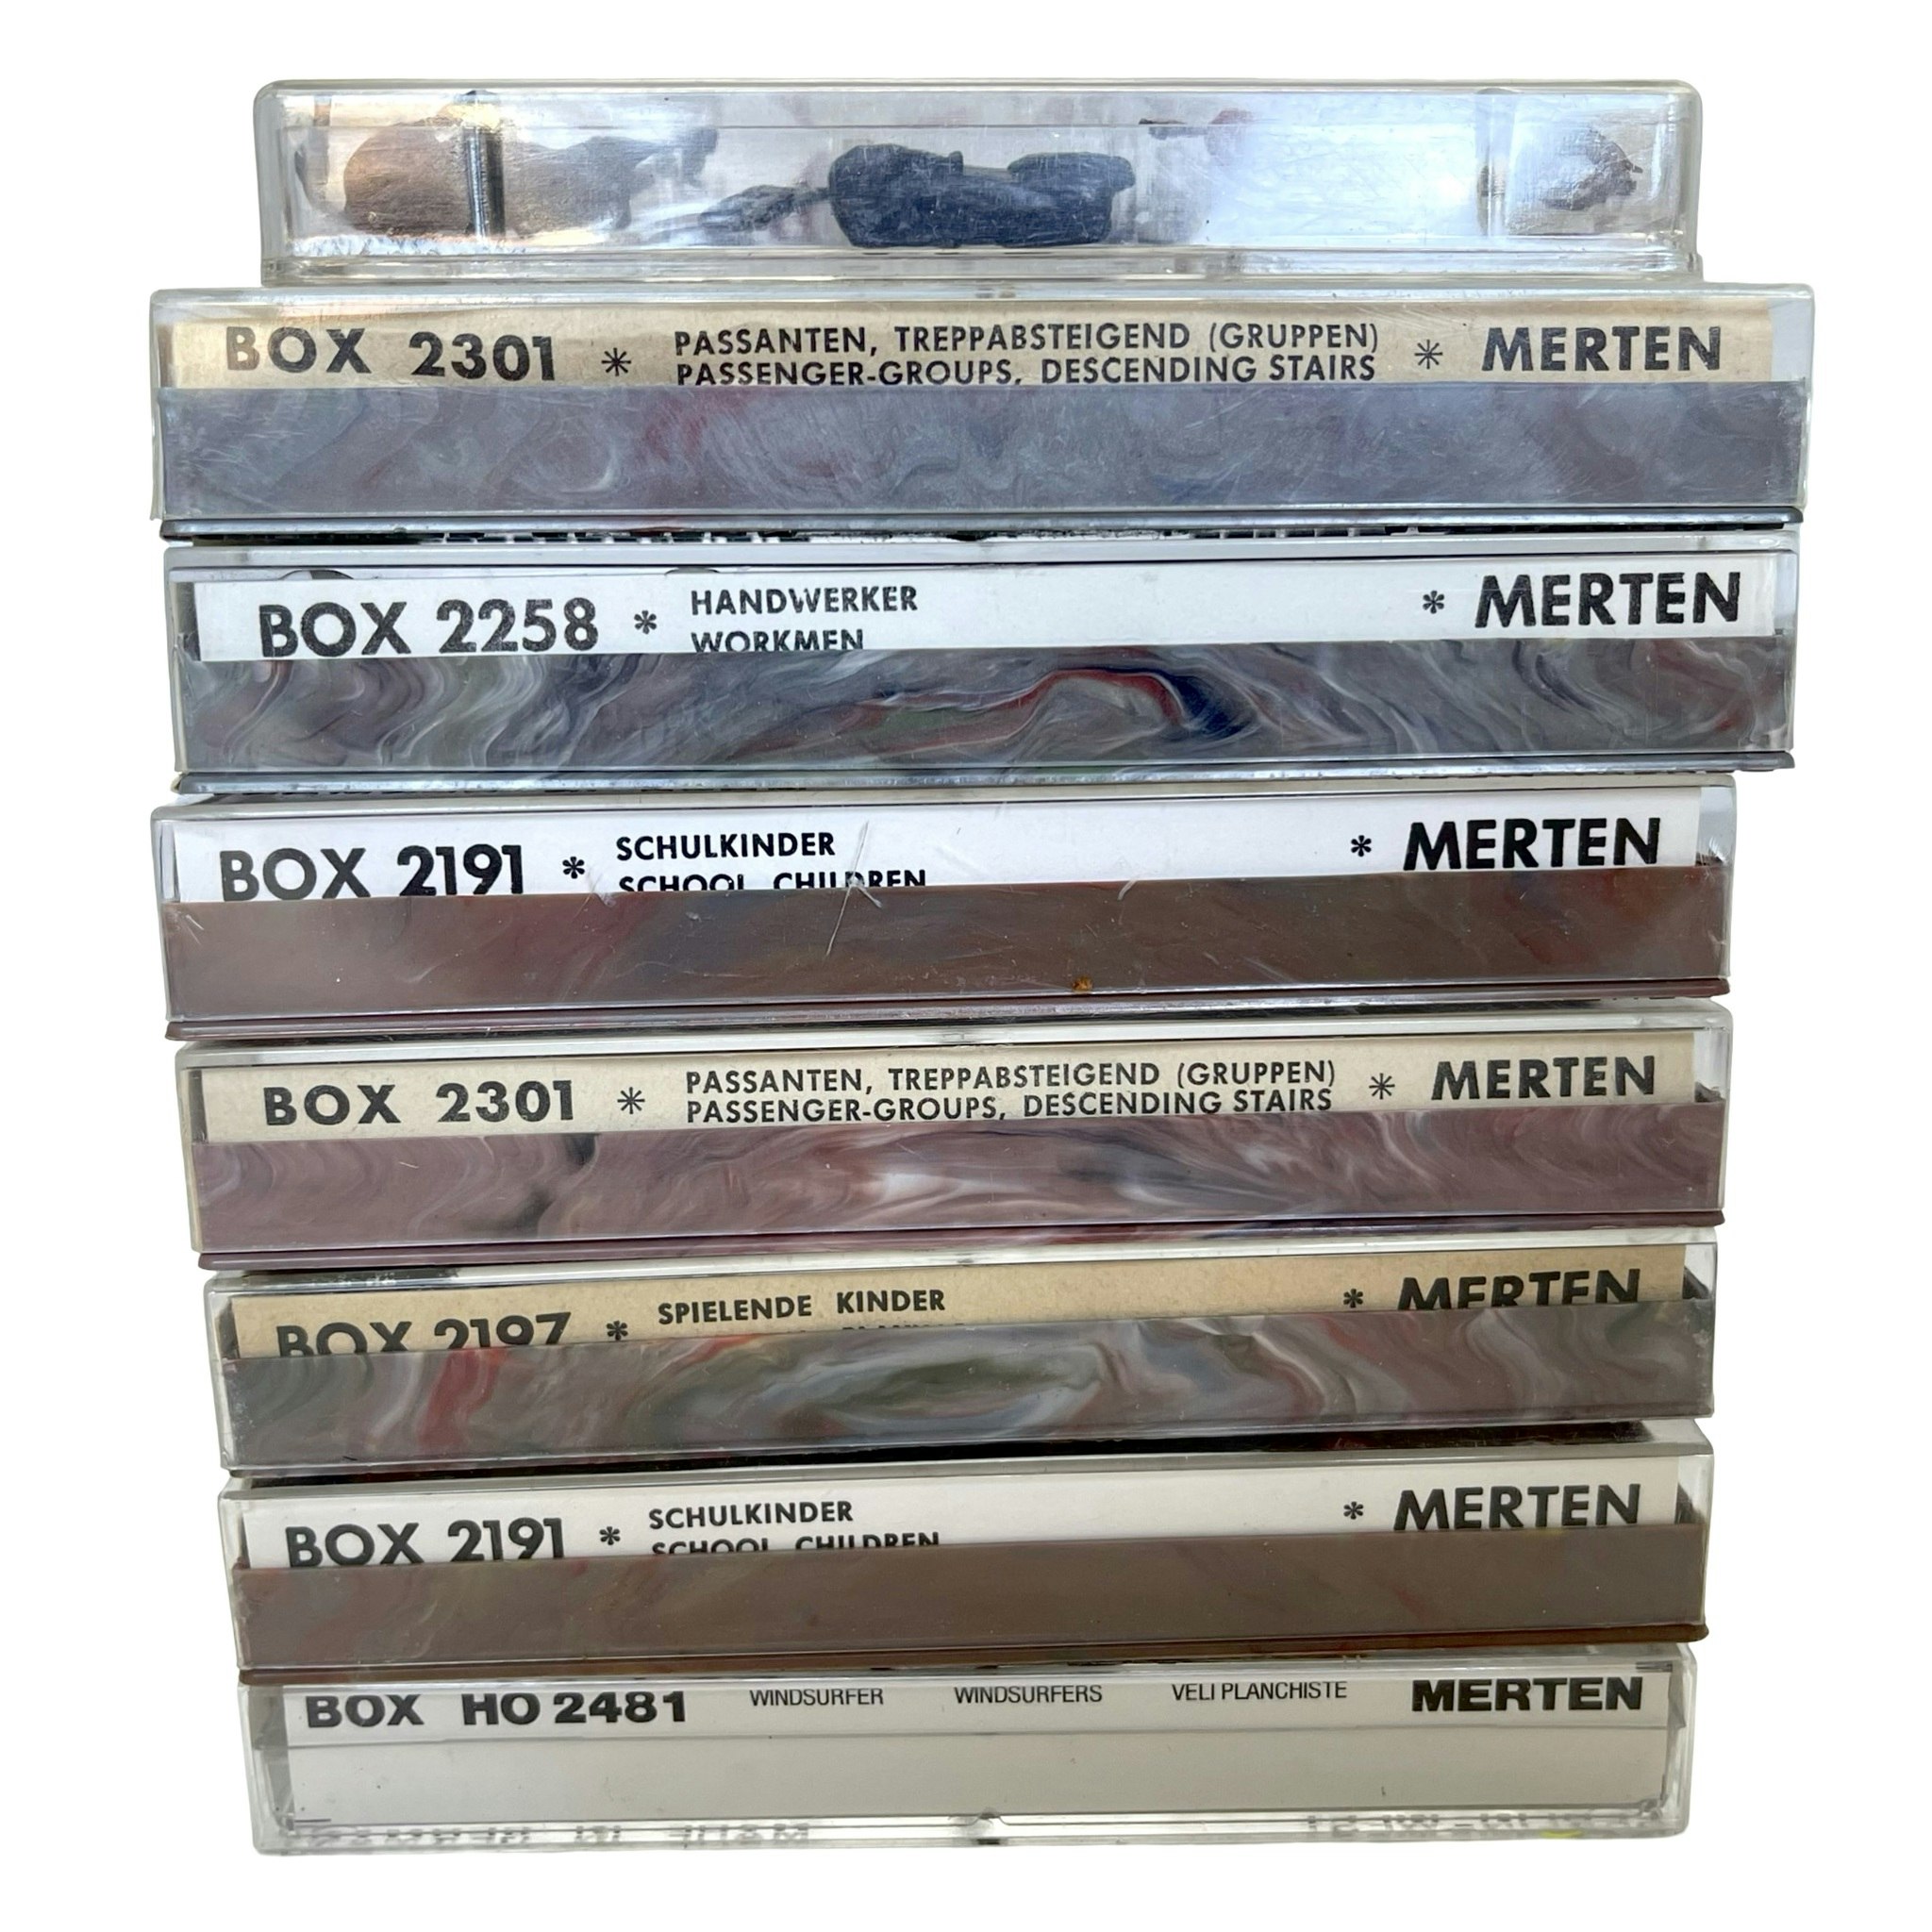 BOX 2301 * PASSANTEN, TREPPABSTEIGEND (GRUPPEN) * MERTEN
PASSENGER-GROUPS, DESCENDING STAIRS
BOX 2258 * HANDWERKER * MERTEN
WORKMEN
BOX 2191 * SCHULKINDER * MERTEN
SCHOOL CHILDREN
BOX 2301 * PASSANTEN, TREPPABSTEIGEND (GRUPPEN) * MERTEN
PASSENGER-GROUPS, DESCENDING STAIRS
BOX 2197 * SPIELENDE KINDER * MERTEN
BOX 2191 * SCHULKINDER * MERTEN
SCHOOL CHILDREN
BOX HO 2481 WINDSURFER WINDSURFERS VELI PLANCHISTE MERTEN